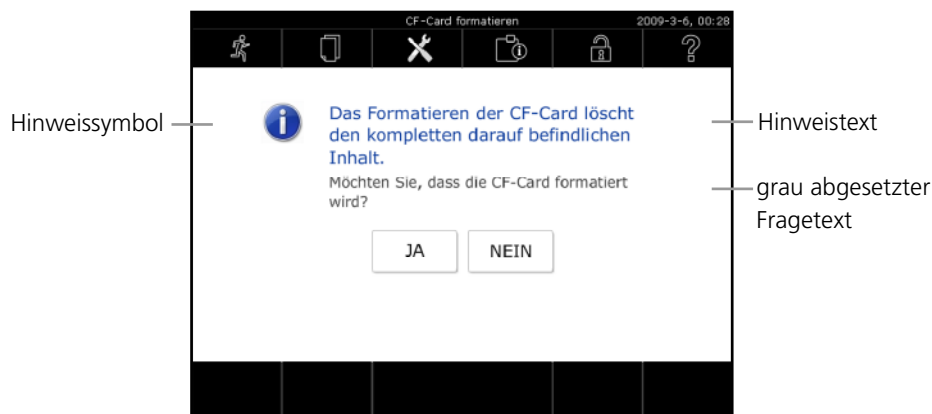 CF-Card formatieren
2009-3-6, 00:28
Hinweissymbol
Das Formatieren der CF-Card löscht
den kompletten darauf befindlichen
Inhalt.
Möchten Sie, dass die CF-Card formatiert
wird?
JA
NEIN
Hinweistext
grau abgesetzter
Fragetext